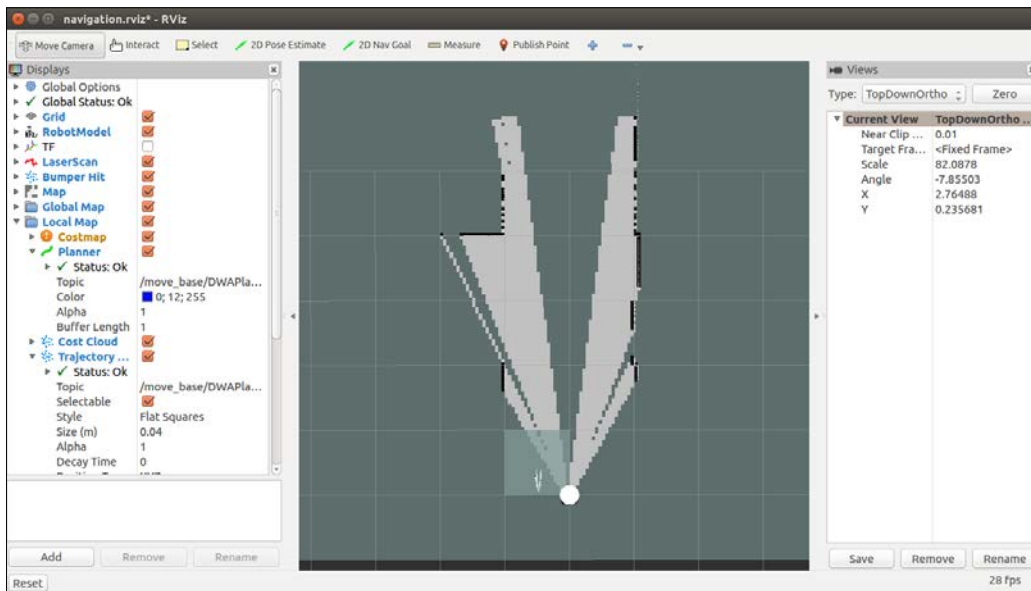 navigation.rviz* - RViz
Move Camera Interact Select 2D Pose Estimate 2D Nav Goal Measure Publish Point
Displays
Global Options
Global Status: Ok
Grid
RobotModel
TF
LaserScan
Bumper Hit
Map
Global Map
Local Map
Costmap
Planner
Status: Ok
Topic /move_base/DWAPla...
Color 0; 12; 255
Alpha 1
Buffer Length 1
Cost Cloud
Trajectory ...
Status: Ok
Topic /move_base/DWAPla...
Selectable
Style Flat Squares
Size (m) 0.04
Alpha 1
Decay Time 0
Add Remove Rename
Reset
Views
Type: TopDownOrtho Zero
Current View TopDownOrtho ...
Near Clip ... 0.01
Target Fra... <Fixed Frame>
Scale 82.0878
Angle -7.85503
X 2.76488
Y 0.235681
Save Remove Rename
28 fps